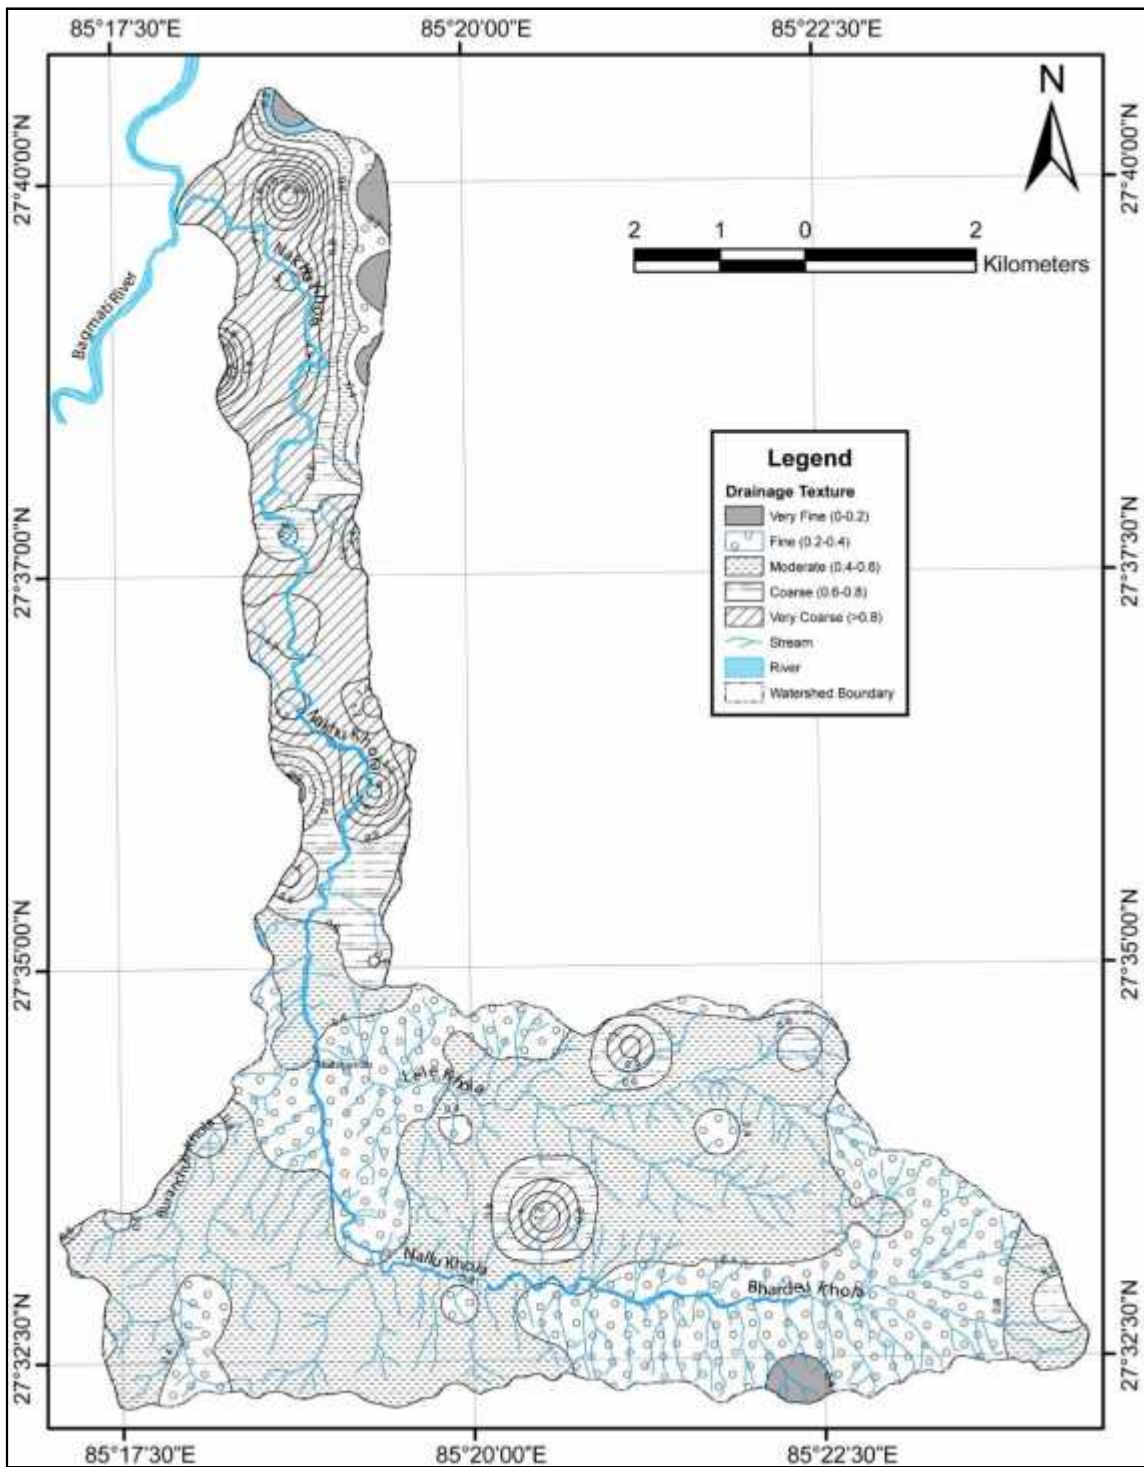 85°17'30"E 85°20'00"E 85°22'30"E
27°40'00"N
27°40'00"N
N
2 1 0 2
Kilometers
Bagmati River
Nakhu Khola
Legend
Drainage Texture
Very Fine (0-0.2)
Fine (0.2-0.4)
Moderate (0.4-0.6)
Coarse (0.6-0.8)
Very Coarse (>0.8)
Stream
River
Watershed Boundary
27°37'00"N
27°37'30"N
Nakhu Khola
27°35'00"N
27°35'00"N
Lele Khola
Nallu Khola
Bhardeu Khola
27°32'30"N
27°32'30"N
85°17'30"E 85°20'00"E 85°22'30"E